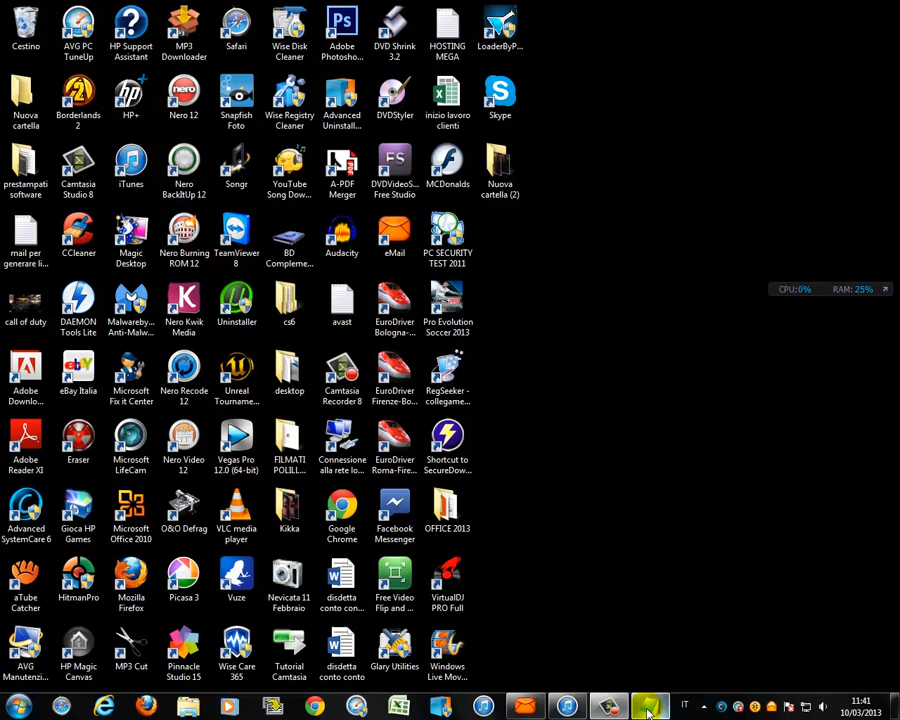 Cestino
AVG PC TuneUp
HP Support Assistant
MP3 Downloader
Safari
Wise Disk Cleaner
Adobe Photosho...
DVD Shrink 3.2
HOSTING MEGA
LoaderByP...
Nuova cartella
Borderlands 2
HP+
Nero 12
Snapfish Foto
Wise Registry Cleaner
Advanced Uninstall...
DVDStyler
inizio lavoro clienti
Skype
prestampati software
Camtasia Studio 8
iTunes
Nero BackItUp 12
Songr
YouTube Song Dow...
A-PDF Merger
DVDVideoS... Free Studio
MCDonalds
Nuova cartella (2)
mail per generare li...
CCleaner
Magic Desktop
Nero Burning ROM 12
TeamViewer 8
BD Compleme...
Audacity
eMail
PC SECURITY TEST 2011
call of duty
DAEMON Tools Lite
Malwareby... Anti-Malw...
Nero Kwik Media
Uninstaller
cs6
avast
EuroDriver Bologna-...
Pro Evolution Soccer 2013
Adobe Downlo...
eBay Italia
Microsoft Fix it Center
Nero Recode 12
Unreal Tourname...
desktop
Camtasia Recorder 8
EuroDriver Firenze-Bo...
RegSeeker - collegame...
Adobe Reader XI
Eraser
Microsoft LifeCam
Nero Video 12
Vegas Pro 12.0 (64-bit)
FILMATI POLILL...
Connessione alla rete lo...
EuroDriver Roma-Fire...
Shortcut to SecureDow...
Advanced SystemCare 6
Gioca HP Games
Microsoft Office 2010
O&O Defrag
VLC media player
Kikka
Google Chrome
Facebook Messenger
OFFICE 2013
aTube Catcher
HitmanPro
Mozilla Firefox
Picasa 3
Vuze
Nevicata 11 Febbraio
disdetta conto con...
Free Video Flip and ...
VirtualDJ PRO Full
AVG Manutenzi...
HP Magic Canvas
MP3 Cut
Pinnacle Studio 15
Wise Care 365
Tutorial Camtasia
disdetta conto conto
Glary Utilities
Windows Live Mov...
CPU:0% RAM: 25%
IT
11:41
10/03/2013